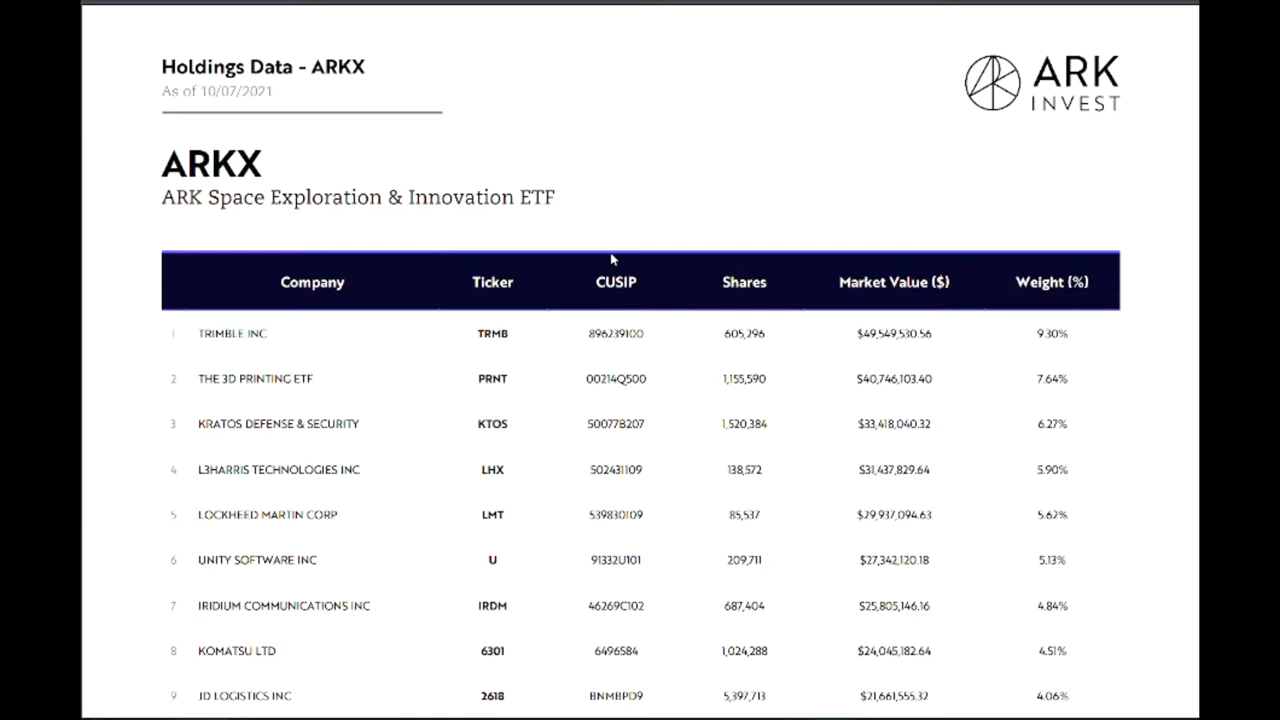 Holdings Data - ARKX
As of 10/07/2021
ARK
INVEST
ARKX
ARK Space Exploration & Innovation ETF
Company Ticker CUSIP Shares Market Value ($) Weight (%)
1 TRIMBLE INC TRMB 896239100 605,296 $49,549,530.56 9.30%
2 THE 3D PRINTING ETF PRNT 00214Q500 1,155,590 $40,746,103.40 7.64%
3 KRATOS DEFENSE & SECURITY KTOS 50077B207 1,520,384 $33,418,040.32 6.27%
4 L3HARRIS TECHNOLOGIES INC LHX 502431109 138,572 $31,437,829.64 5.90%
5 LOCKHEED MARTIN CORP LMT 539830109 85,537 $29,937,094.63 5.62%
6 UNITY SOFTWARE INC U 91332U101 209,711 $27,342,120.18 5.13%
7 IRIDIUM COMMUNICATIONS INC IRDM 46269C102 687,404 $25,805,146.16 4.84%
8 KOMATSU LTD 6301 6496584 1,024,288 $24,045,182.64 4.51%
9 JD LOGISTICS INC 2618 BNMBPD9 5,397,713 $21,661,555.32 4.06%